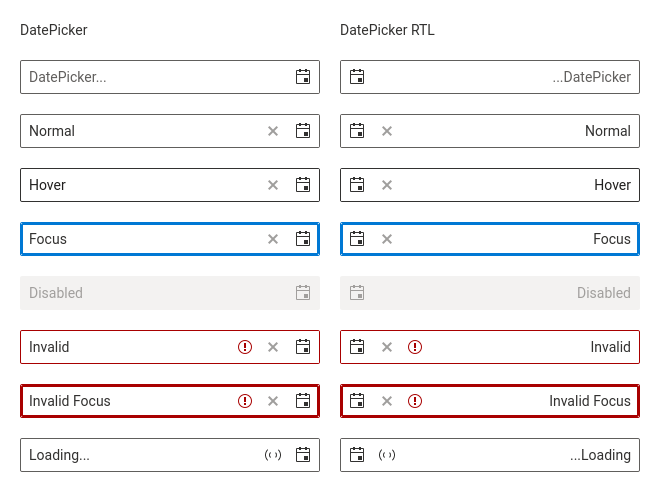 DatePicker DatePicker RTL
DatePicker... ...DatePicker
Normal Normal
Hover Hover
Focus Focus
Disabled Disabled
Invalid Invalid
Invalid Focus Invalid Focus
Loading... ...Loading